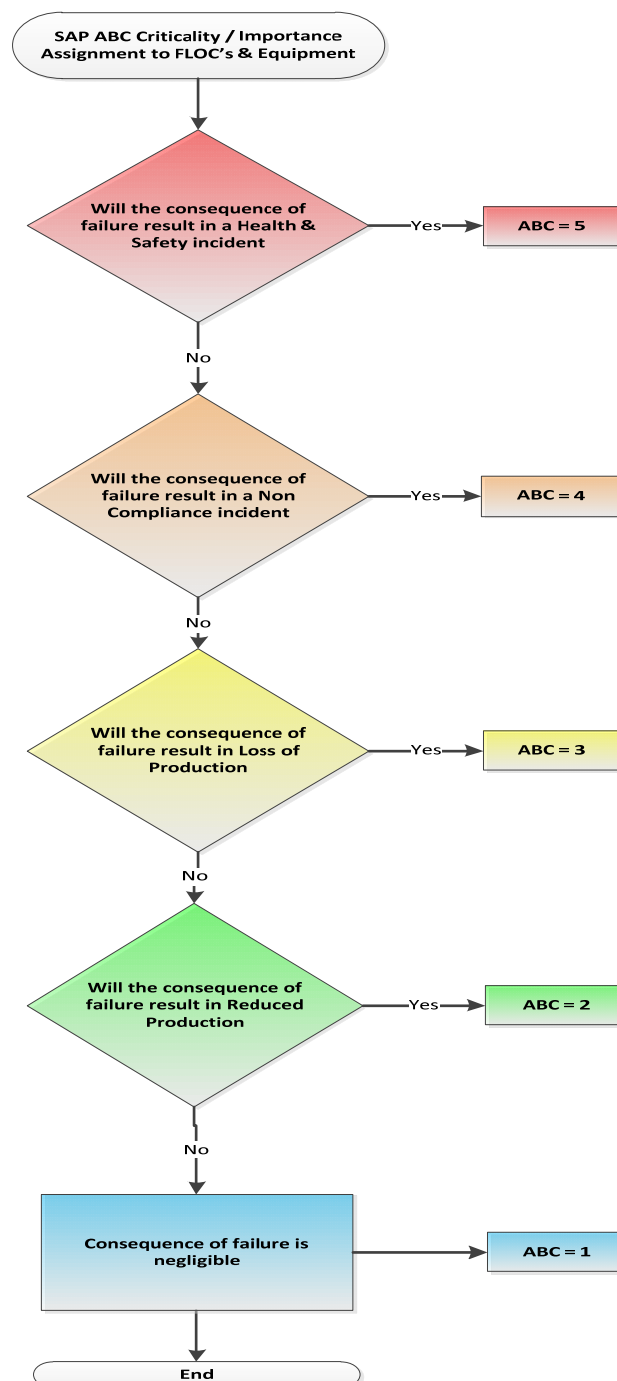 SAP ABC Criticality / Importance
Assignment to FLOC's & Equipment
Will the consequence of
failure result in a Health &
Safety incident
Yes
ABC = 5
No
Will the consequence of
failure result in a Non
Compliance incident
Yes
ABC = 4
No
Will the consequence of
failure result in Loss of
Production
Yes
ABC = 3
No
Will the consequence of
failure result in Reduced
Production
Yes
ABC = 2
No
Consequence of failure is
negligible
ABC = 1
End